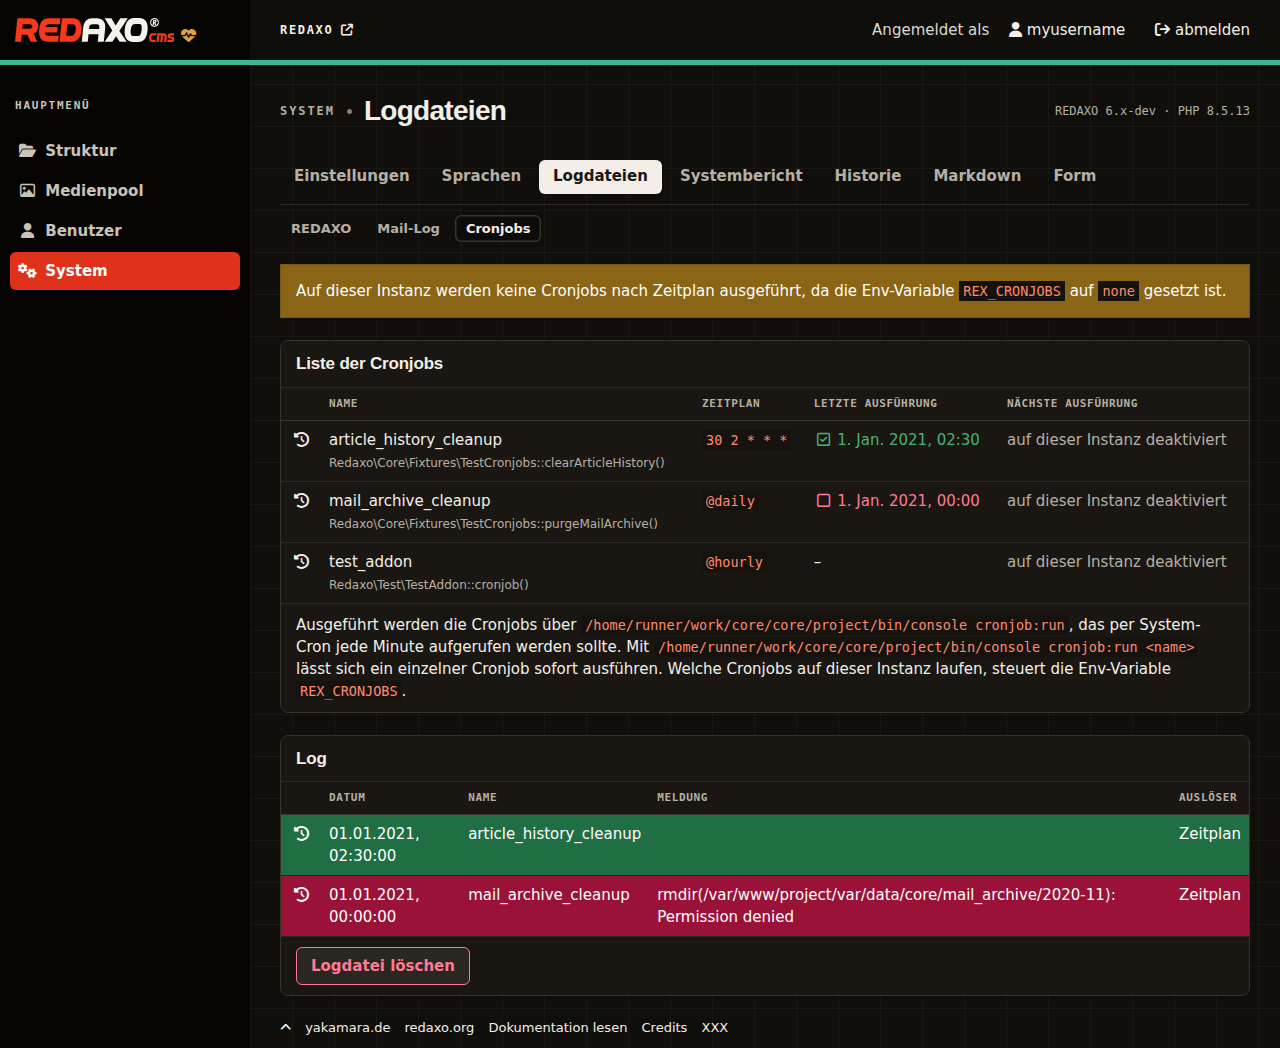 REDAXO® cms
REDAXO
Angemeldet als myusername abmelden
HAUPTMENÜ
Struktur
Medienpool
Benutzer
System
SYSTEM • Logdateien
REDAXO 6.x-dev · PHP 8.5.13
Einstellungen Sprachen Logdateien Systembericht Historie Markdown Form
REDAXO Mail-Log Cronjobs
Auf dieser Instanz werden keine Cronjobs nach Zeitplan ausgeführt, da die Env-Variable REX_CRONJOBS auf none gesetzt ist.
Liste der Cronjobs
NAME ZEITPLAN LETZTE AUSFÜHRUNG NÄCHSTE AUSFÜHRUNG
article_history_cleanup 30 2 * * * 1. Jan. 2021, 02:30 auf dieser Instanz deaktiviert
Redaxo\Core\Fixtures\TestCronjobs::clearArticleHistory()
mail_archive_cleanup @daily 1. Jan. 2021, 00:00 auf dieser Instanz deaktiviert
Redaxo\Core\Fixtures\TestCronjobs::purgeMailArchive()
test_addon @hourly – auf dieser Instanz deaktiviert
Redaxo\Test\TestAddon::cronjob()
Ausgeführt werden die Cronjobs über /home/runner/work/core/core/project/bin/console cronjob:run, das per System-
Cron jede Minute aufgerufen werden sollte. Mit /home/runner/work/core/core/project/bin/console cronjob:run <name>
lässt sich ein einzelner Cronjob sofort ausführen. Welche Cronjobs auf dieser Instanz laufen, steuert die Env-Variable
REX_CRONJOBS.
Log
DATUM NAME MELDUNG AUSLÖSER
01.01.2021, article_history_cleanup Zeitplan
02:30:00
01.01.2021, mail_archive_cleanup rmdir(/var/www/project/var/data/core/mail_archive/2020-11): Zeitplan
00:00:00 Permission denied
Logdatei löschen
yakamara.de redaxo.org Dokumentation lesen Credits XXX